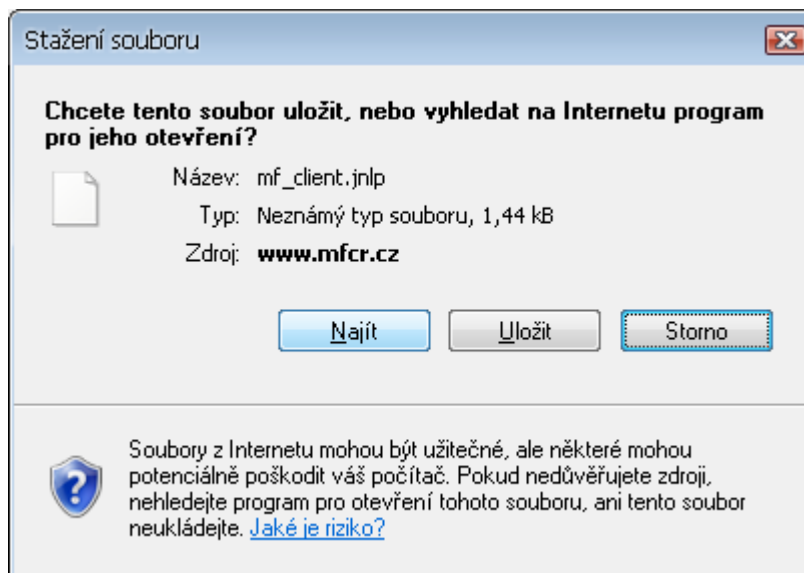 Stažení souboru
Chcete tento soubor uložit, nebo vyhledat na Internetu program
pro jeho otevření?
Název: mf_client.jnlp
Typ: Neznámý typ souboru, 1,44 kB
Zdroj: www.mfcr.cz
Najít Uložit Storno
Soubory z Internetu mohou být užitečné, ale některé mohou
potenciálně poškodit váš počítač. Pokud nedůvěřujete zdroji,
nehledejte program pro otevření tohoto souboru, ani tento soubor
neukládejte. Jaké je riziko?